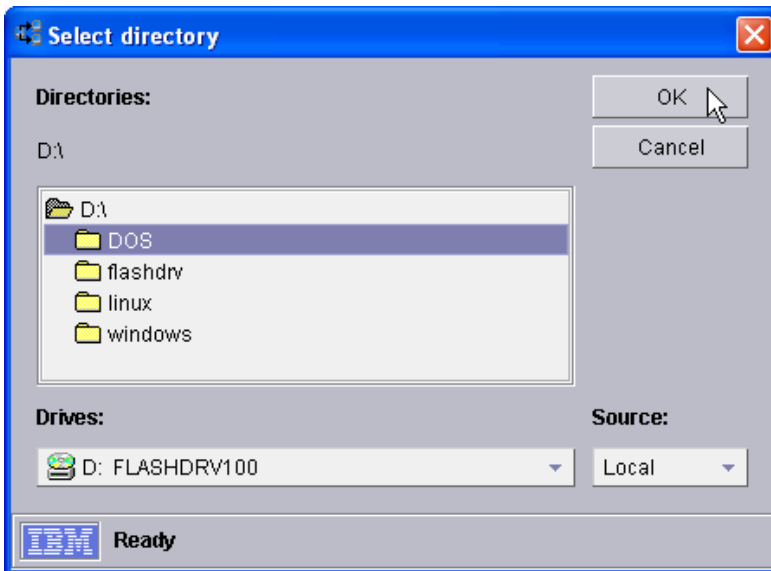 Select directory
Directories:
OK
D:\
Cancel
D:\
DOS
flashdrv
linux
windows
Drives:
Source:
D: FLASHDRV100
Local
IBM
Ready